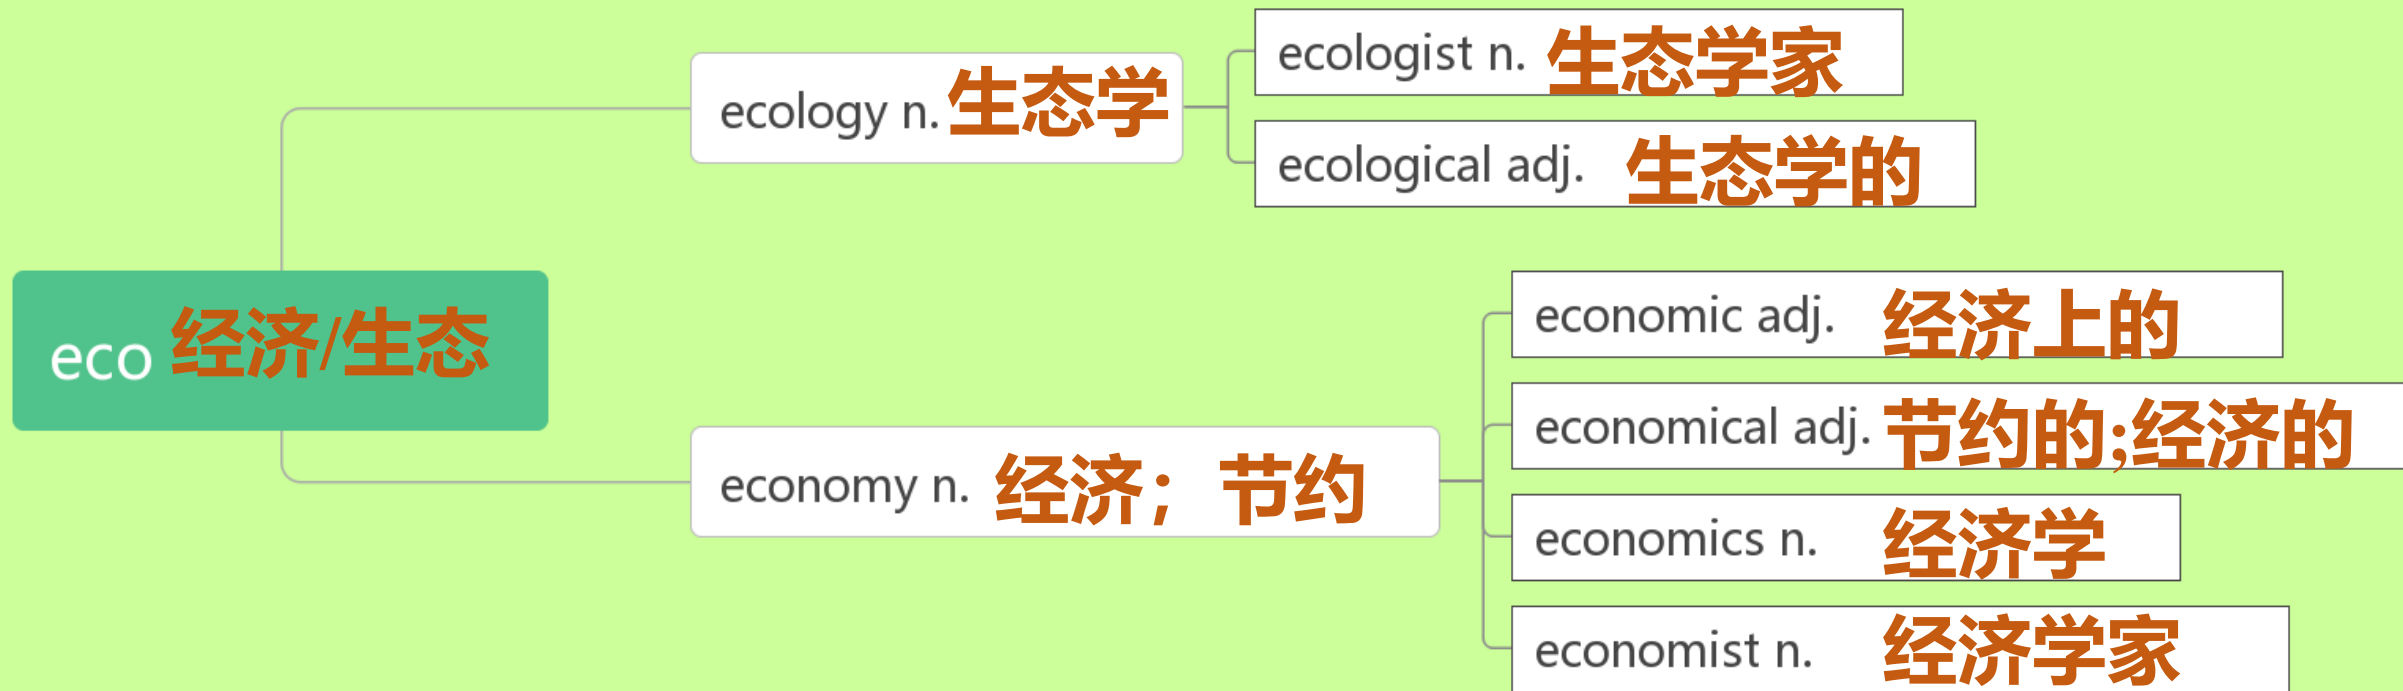 eco 经济/生态
ecology n. 生态学
ecologist n. 生态学家
ecological adj. 生态学的
economy n. 经济；节约
economic adj. 经济上的
economical adj. 节约的;经济的
economics n. 经济学
economist n. 经济学家